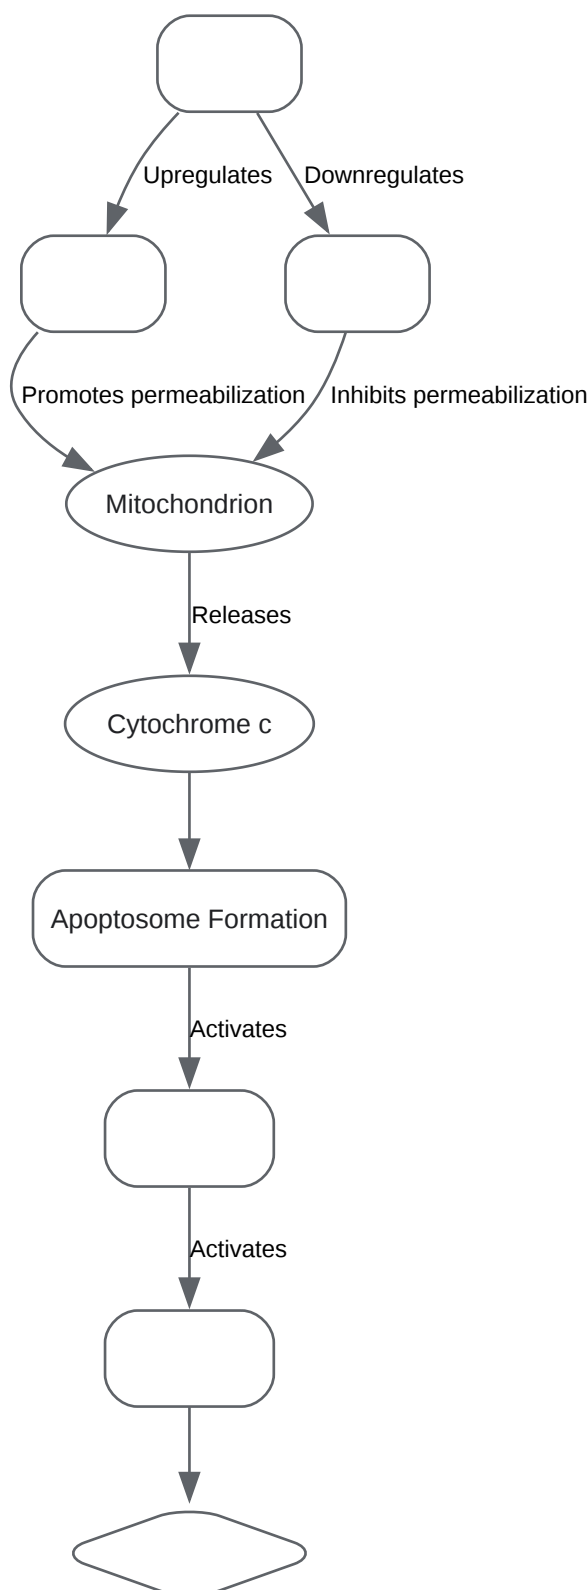 Upregulates
Downregulates
Promotes permeabilization
Inhibits permeabilization
Mitochondrion
Releases
Cytochrome c
Apoptosome Formation
Activates
Activates